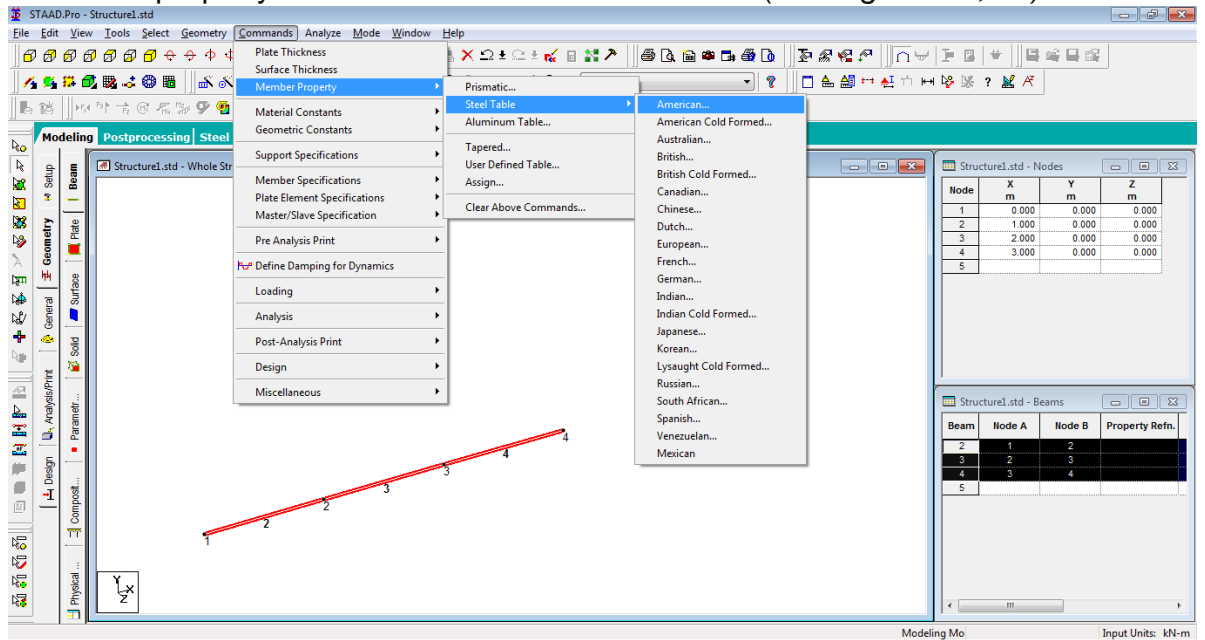 STAAD.Pro - Structure1.std
File Edit View Tools Select Geometry Commands Analyze Mode Window Help
Plate Thickness
Surface Thickness
Member Property
Material Constants
Geometric Constants
Support Specifications
Member Specifications
Plate Element Specifications
Master/Slave Specification
Pre Analysis Print
Define Damping for Dynamics
Loading
Analysis
Post-Analysis Print
Design
Miscellaneous
Prismatic...
Steel Table
Aluminum Table...
Tapered...
User Defined Table...
Assign...
Clear Above Commands...
American...
American Cold Formed...
Australian...
British...
British Cold Formed...
Canadian...
Chinese...
Dutch...
European...
French...
German...
Indian...
Indian Cold Formed...
Japanese...
Korean...
Lysaught Cold Formed...
Russian...
South African...
Spanish...
Venezuelan...
Mexican
Modeling Postprocessing Steel
Setup
Geometry
General
Analysis/Print
Design
Beam
Plate
Surface
Solid
Parametr...
Composit...
Physical ...
Structure1.std - Whole Str
1
2
2
3
3
4
4
Y
X
Z
Structure1.std - Nodes
Node X m Y m Z m
1 0.000 0.000 0.000
2 1.000 0.000 0.000
3 2.000 0.000 0.000
4 3.000 0.000 0.000
5
Structure1.std - Beams
Beam Node A Node B Property Refn.
2 1 2
3 2 3
4 3 4
5
Modeling Mo Input Units: kN-m